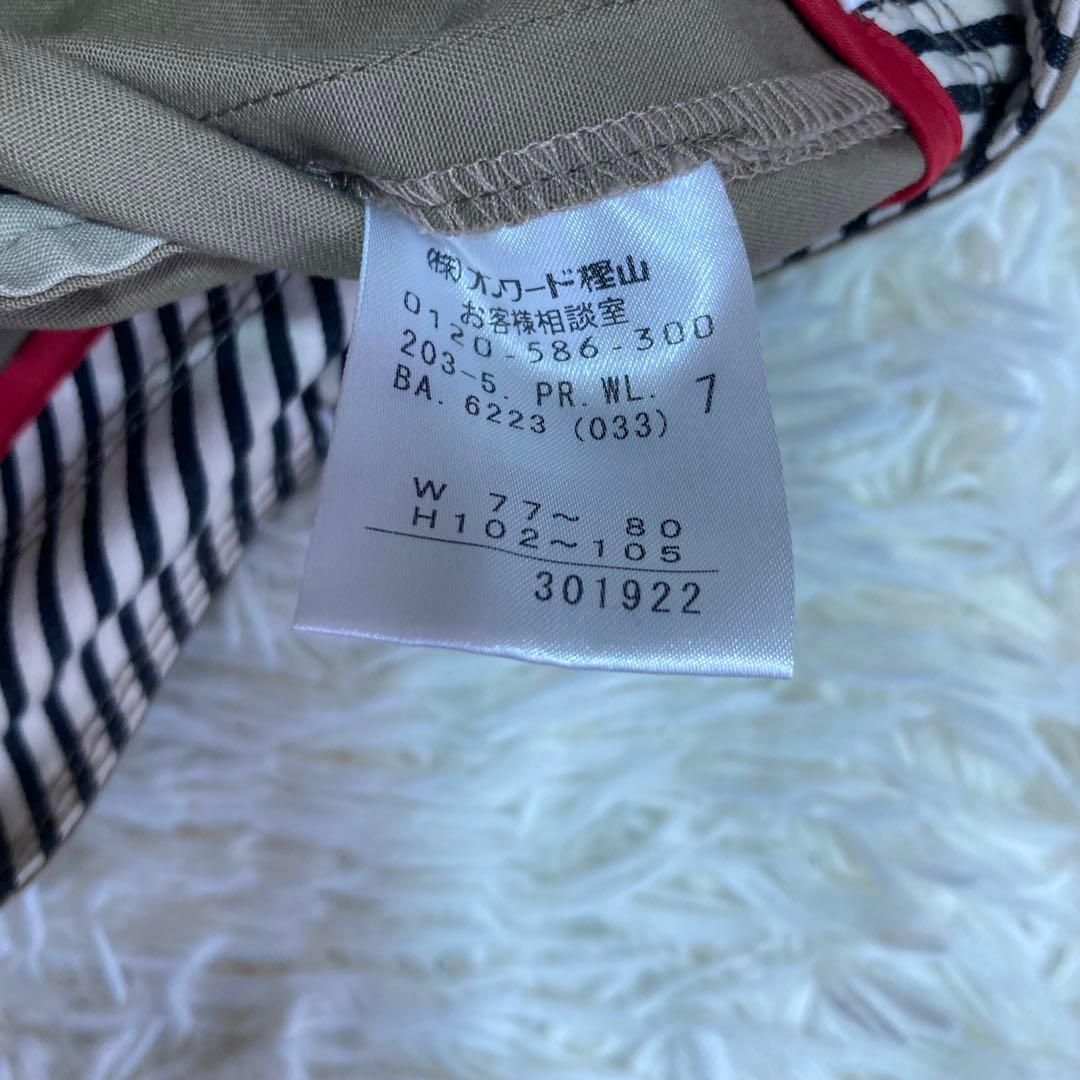 (株)オンワード樫山
お客様相談室
0120-586-300
203-5. PR.WL. 7
BA. 6223 (033)
W 77〜 80
H102〜105
301922